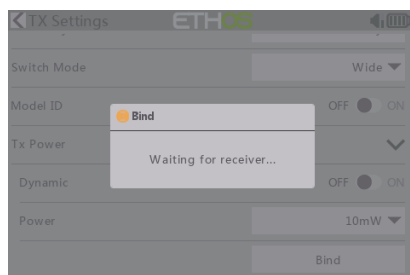 TX Settings
ETHOS
Switch Mode
Wide
Model ID
OFF ON
Bind
Tx Power
Waiting for receiver...
Dynamic
OFF ON
Power
10mW
Bind